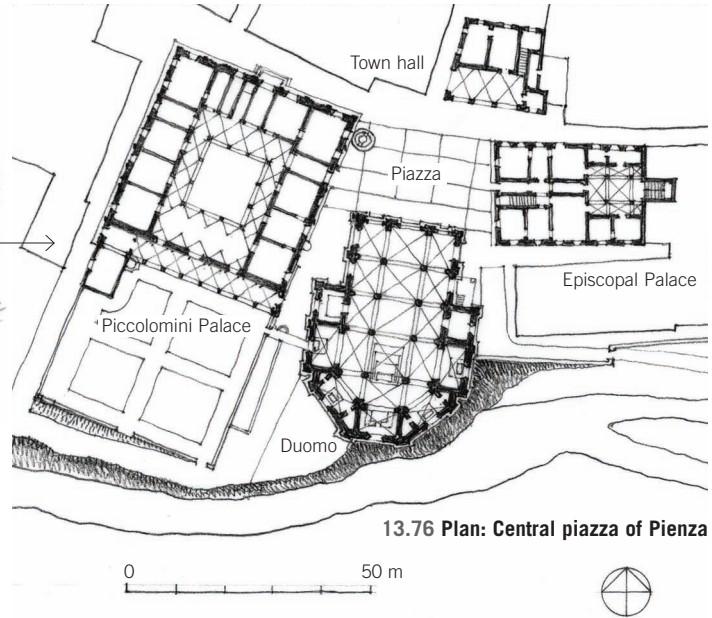 Town hall
Piazza
Episcopal Palace
Piccolomini Palace
Duomo
13.76 Plan: Central piazza of Pienza
0 50 m